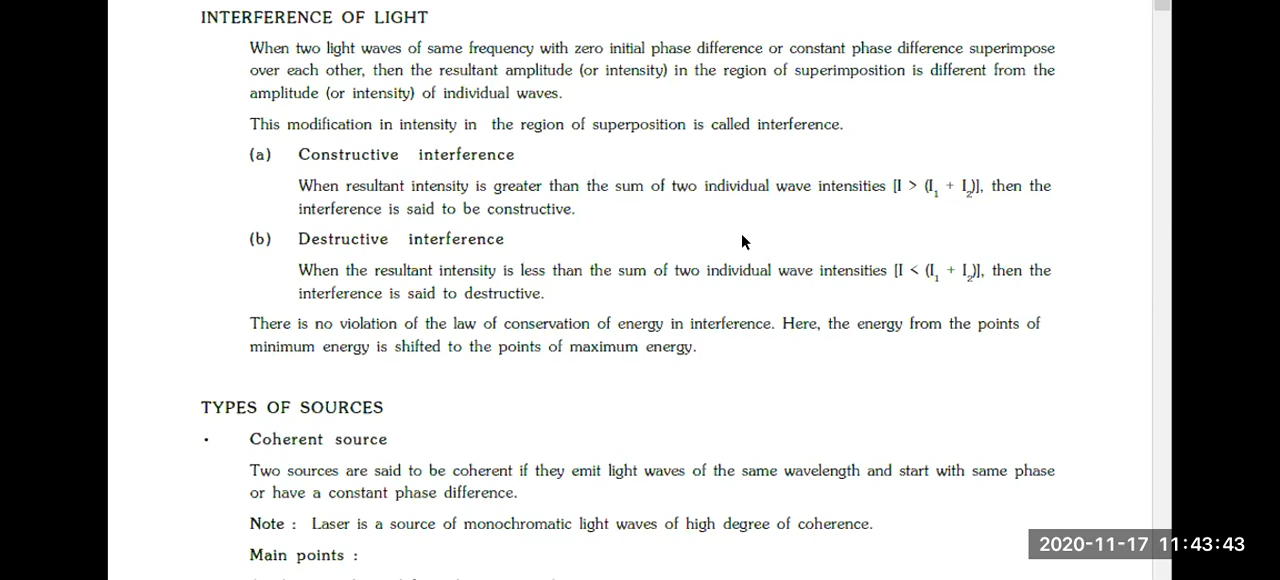 INTERFERENCE OF LIGHT
When two light waves of same frequency with zero initial phase difference or constant phase difference superimpose
over each other, then the resultant amplitude (or intensity) in the region of superimposition is different from the
amplitude (or intensity) of individual waves.
This modification in intensity in the region of superposition is called interference.
(a) Constructive interference
When resultant intensity is greater than the sum of two individual wave intensities [I > (I₁ + I₂)], then the
interference is said to be constructive.
(b) Destructive interference
When the resultant intensity is less than the sum of two individual wave intensities [I < (I₁ + I₂)], then the
interference is said to destructive.
There is no violation of the law of conservation of energy in interference. Here, the energy from the points of
minimum energy is shifted to the points of maximum energy.
TYPES OF SOURCES
• Coherent source
Two sources are said to be coherent if they emit light waves of the same wavelength and start with same phase
or have a constant phase difference.
Note : Laser is a source of monochromatic light waves of high degree of coherence.
Main points :
2020-11-17 11:43:43